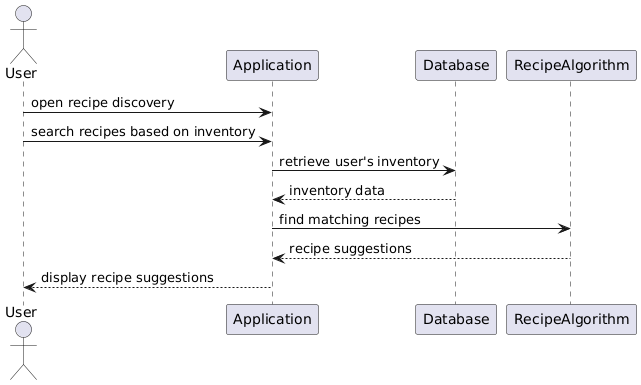 User
Application
Database
RecipeAlgorithm
open recipe discovery
search recipes based on inventory
retrieve user's inventory
inventory data
find matching recipes
recipe suggestions
display recipe suggestions
User
Application
Database
RecipeAlgorithm